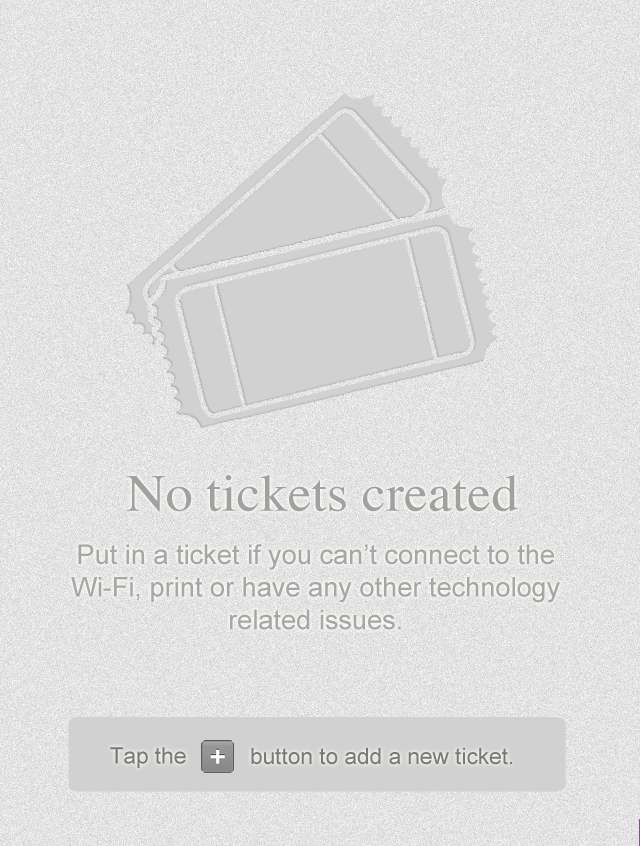 No tickets created
Put in a ticket if you can’t connect to the
Wi-Fi, print or have any other technology
related issues.
Tap the + button to add a new ticket.